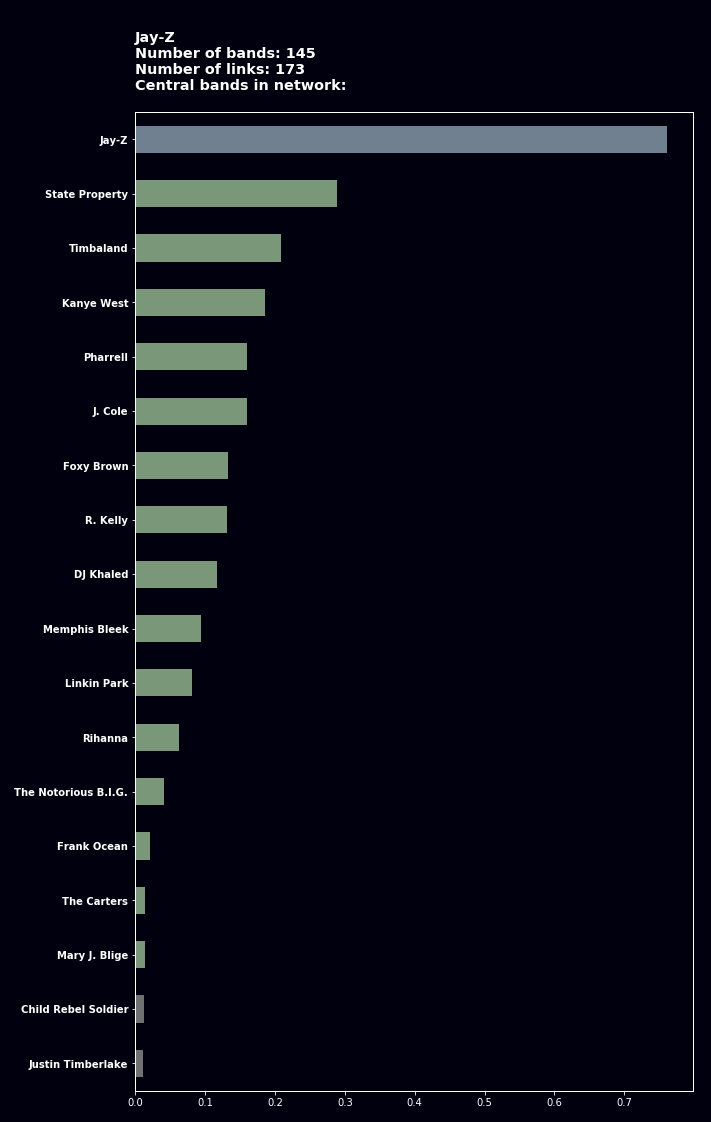 Jay-Z
Number of bands: 145
Number of links: 173
Central bands in network:
Jay-Z
State Property
Timbaland
Kanye West
Pharrell
J. Cole
Foxy Brown
R. Kelly
DJ Khaled
Memphis Bleek
Linkin Park
Rihanna
The Notorious B.I.G.
Frank Ocean
The Carters
Mary J. Blige
Child Rebel Soldier
Justin Timberlake
0.0 0.1 0.2 0.3 0.4 0.5 0.6 0.7